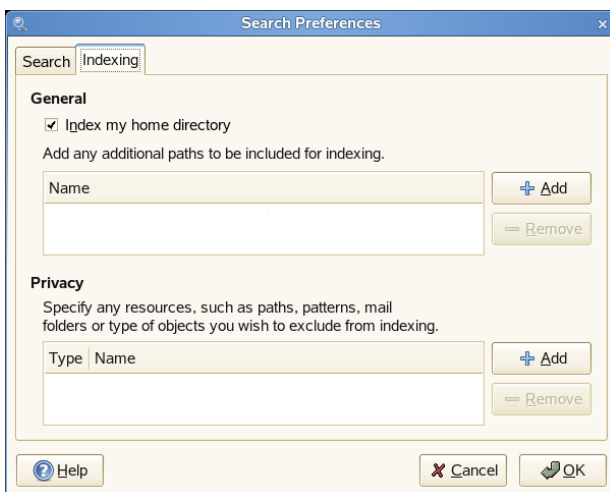 Search Preferences
Search
Indexing
General
Index my home directory
Add any additional paths to be included for indexing.
Name
Add
Remove
Privacy
Specify any resources, such as paths, patterns, mail
folders or type of objects you wish to exclude from indexing.
Type Name
Add
Remove
Help
Cancel
OK